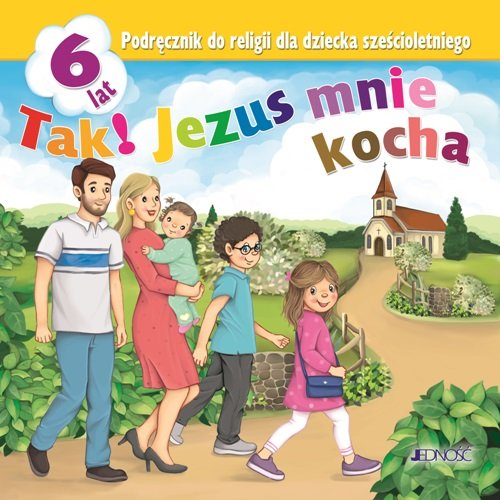 Podręcznik do religii dla dziecka sześcioletniego
6
lat
Tak! Jezus mnie
kocha
JEDNOŚĆ